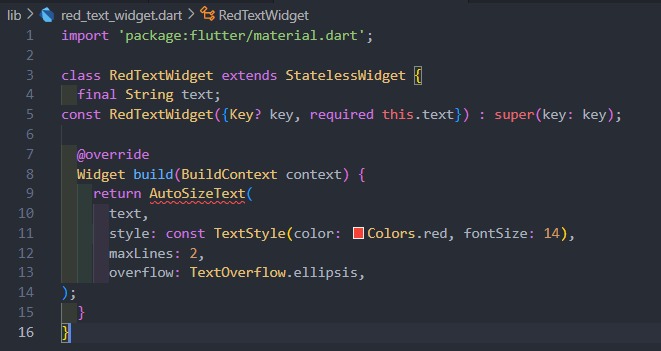 lib > red_text_widget.dart > RedTextWidget
1 import 'package:flutter/material.dart';
2
3 class RedTextWidget extends StatelessWidget {
4   final String text;
5 const RedTextWidget({Key? key, required this.text}) : super(key: key);
6
7   @override
8   Widget build(BuildContext context) {
9     return AutoSizeText(
10       text,
11       style: const TextStyle(color: Colors.red, fontSize: 14),
12       maxLines: 2,
13       overflow: TextOverflow.ellipsis,
14 );
15   }
16 }